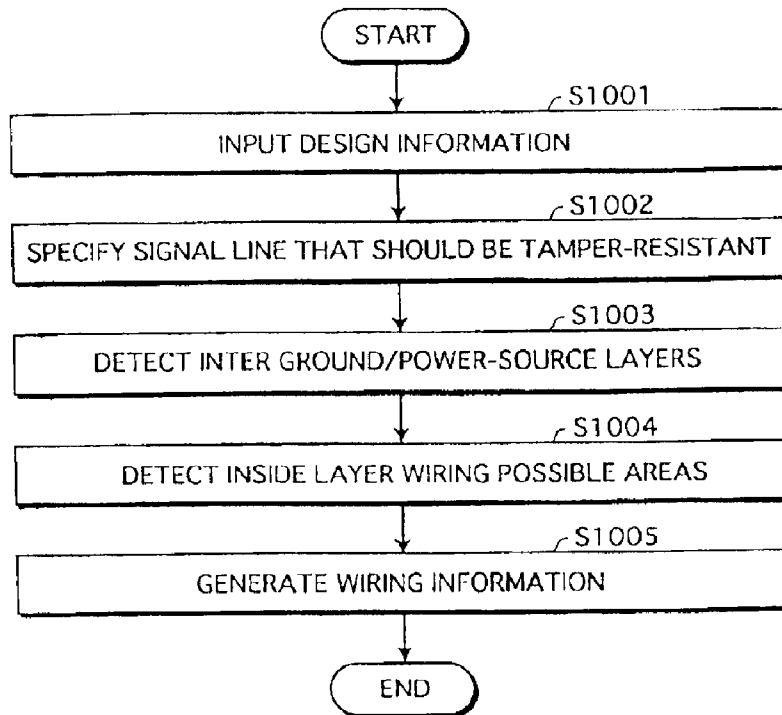 START
S1001
INPUT DESIGN INFORMATION
S1002
SPECIFY SIGNAL LINE THAT SHOULD BE TAMPER-RESISTANT
S1003
DETECT INTER GROUND/POWER-SOURCE LAYERS
S1004
DETECT INSIDE LAYER WIRING POSSIBLE AREAS
S1005
GENERATE WIRING INFORMATION
END